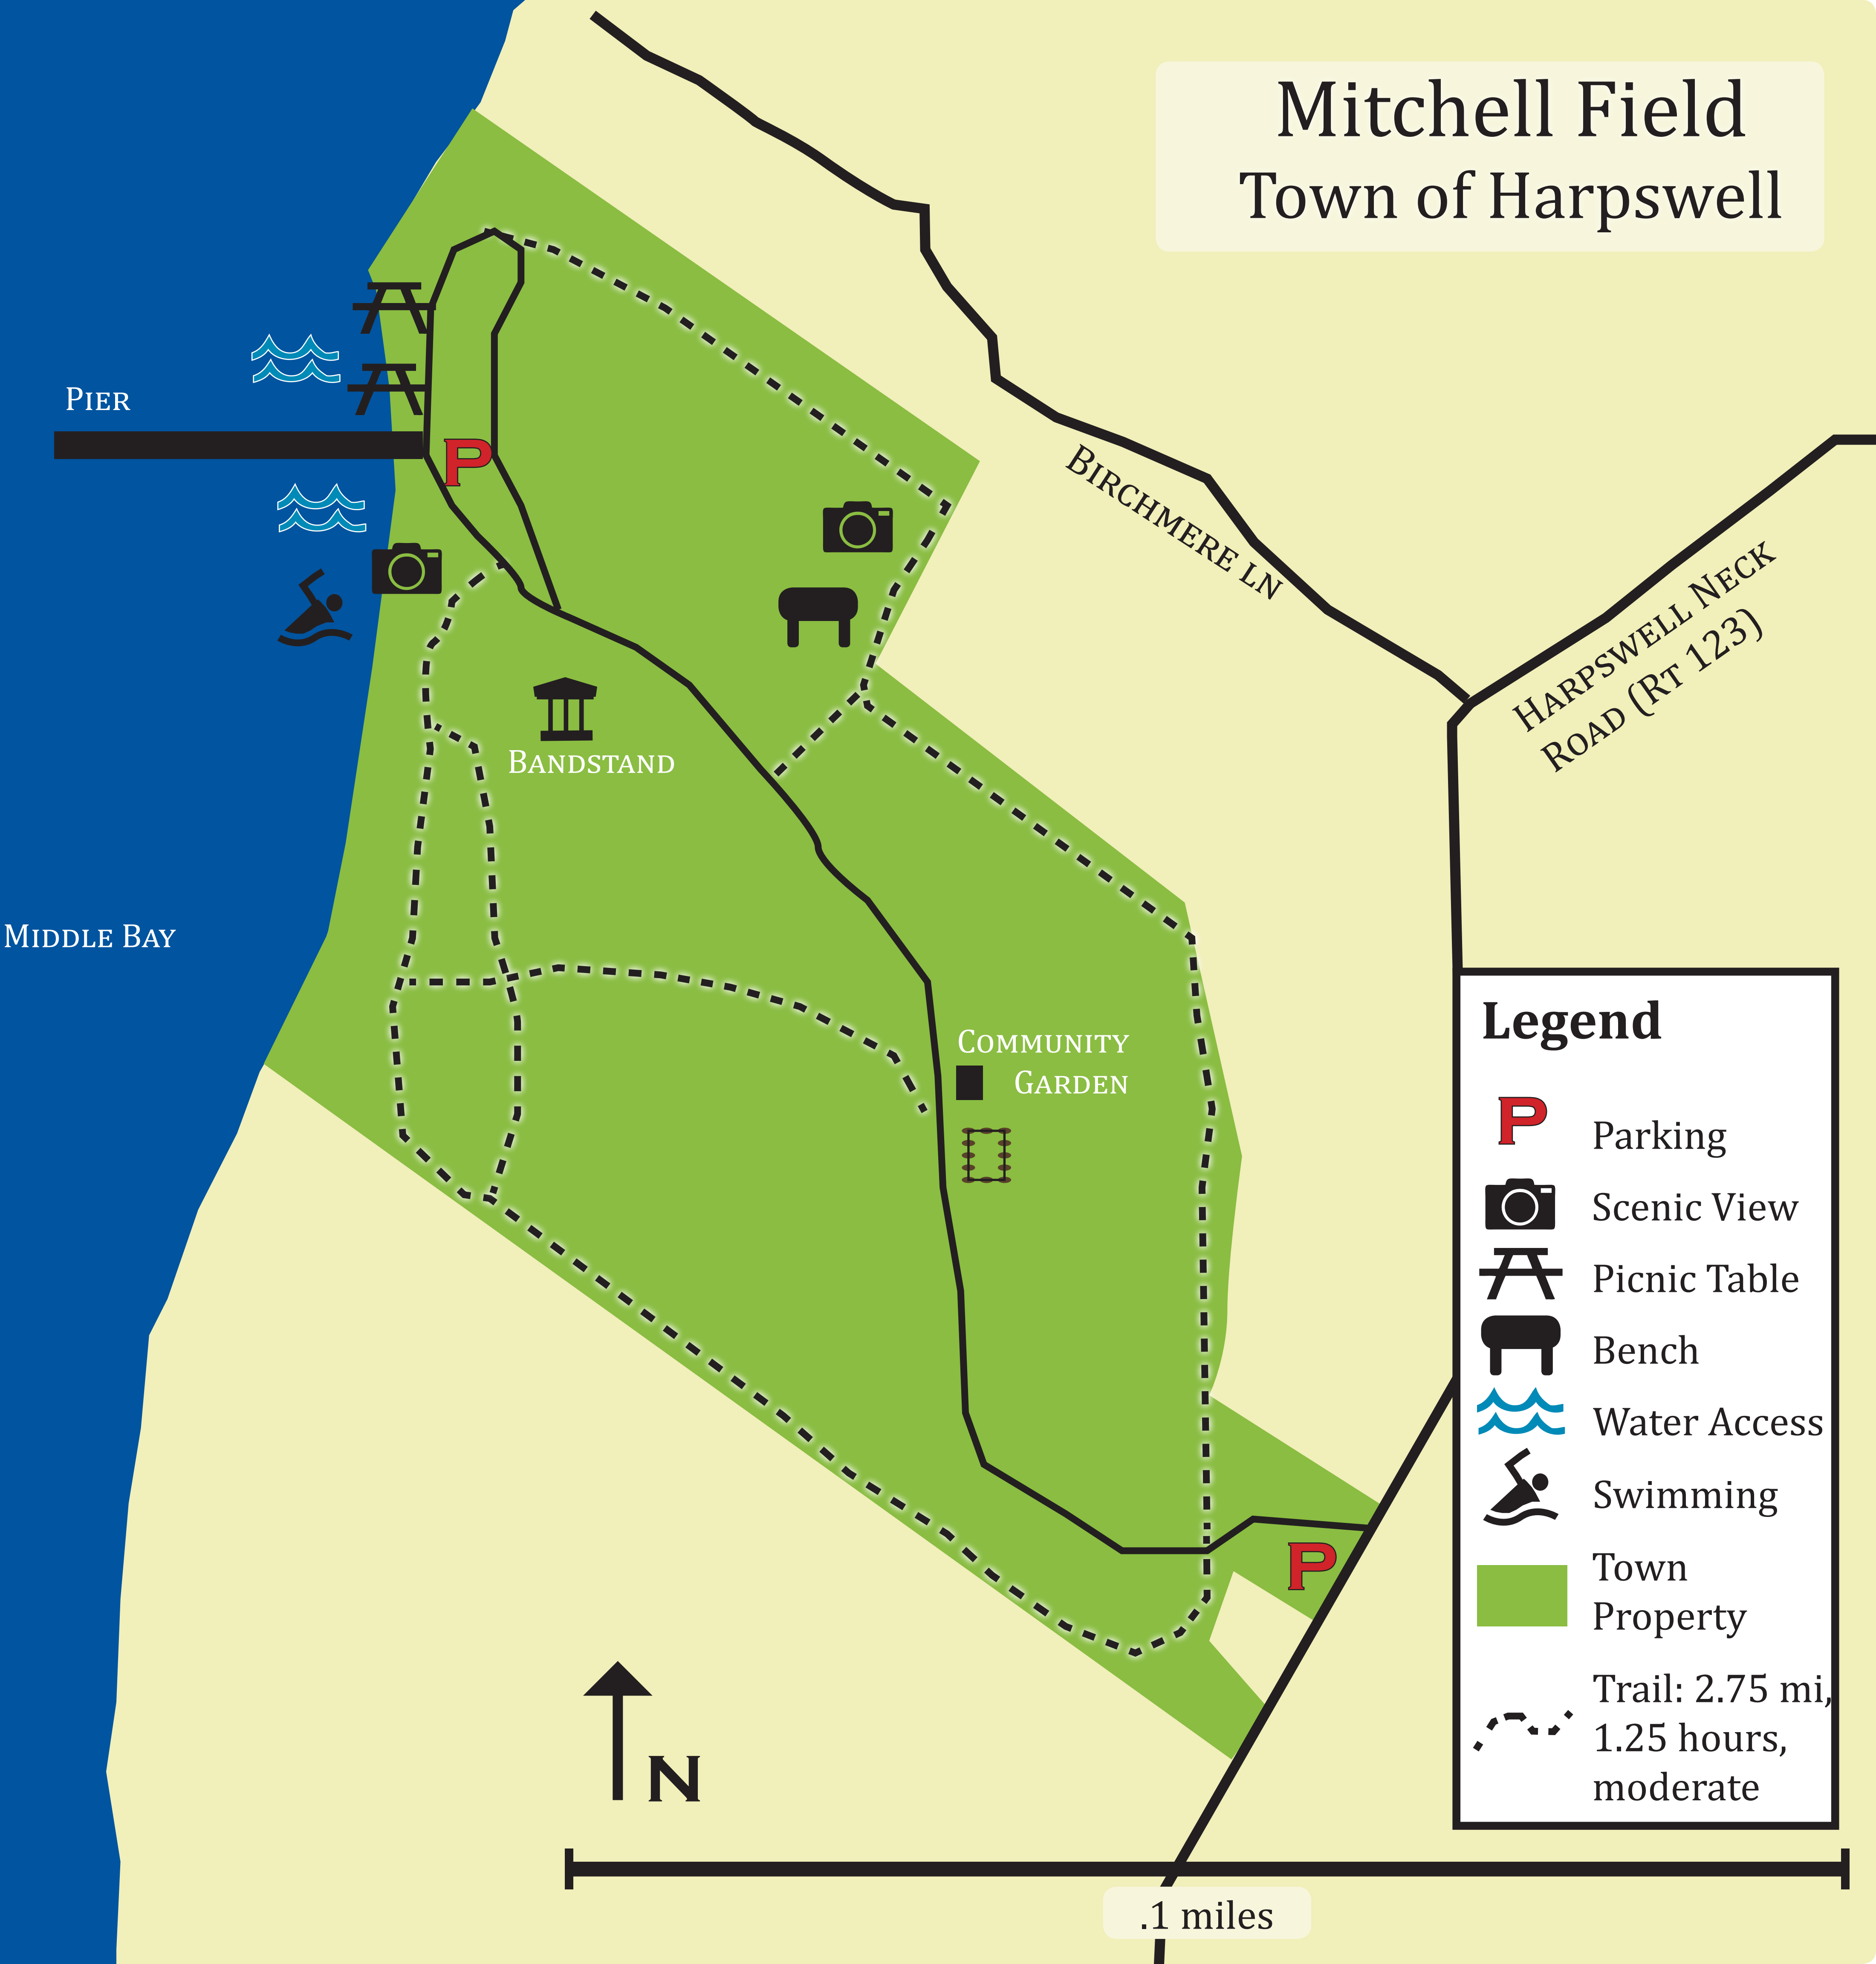 Mitchell Field
Town of Harpswell
Pier
Birchmere Ln
Harpswell Neck
Road (Rt 123)
P
Bandstand
Middle Bay
Community
Garden
P
Legend
P Parking
Scenic View
Picnic Table
Bench
Water Access
Swimming
Town
Property
Trail: 2.75 mi,
1.25 hours,
moderate
N
.1 miles